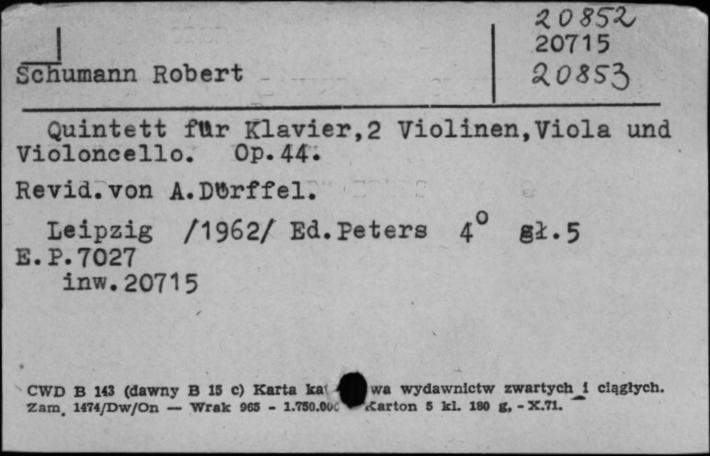 20852
20715
Schumann Robert
20853
Quintett für Klavier,2 Violinen,Viola und
Violoncello. Op.44.
Revid.von A.Dörffel.
Leipzig /1962/ Ed.Peters 4° gł.5
E.P.7027
inw.20715
CWD B 143 (dawny B 15 c) Karta kat wa wydawnictw zwartych i ciągłych.
Zam. 1474/Dw/On — Wrak 965 - 1.750.000 Karton 5 kl. 180 g, - X.71.